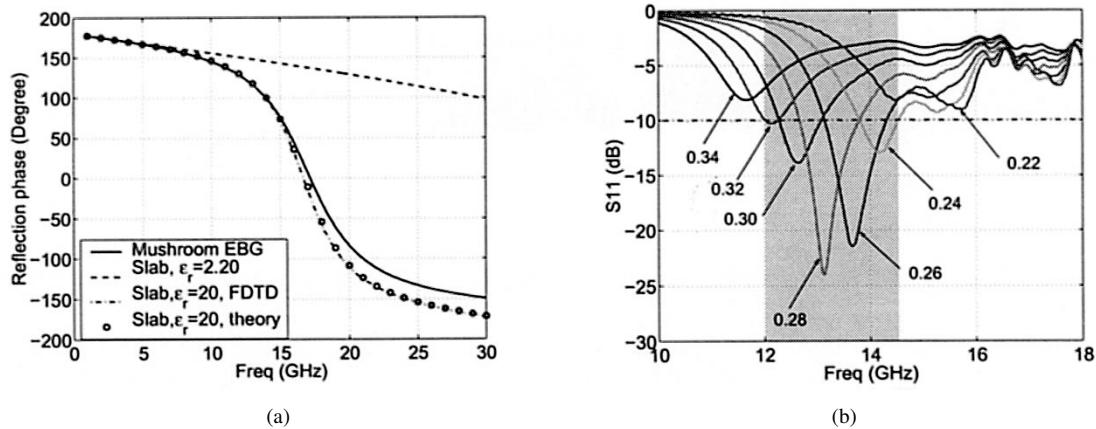 200
150
100
50
0
−50
−100
−150
−200
Reflection phase (Degree)
Mushroom EBG
Slab, εr=2.20
Slab,εr=20, FDTD
Slab,εr=20, theory
0 5 10 15 20 25 30
Freq (GHz)
(a)
0
−5
−10
−15
−20
−25
−30
S11 (dB)
0.34
0.32
0.30
0.28
0.26
0.24
0.22
10 12 14 16 18
Freq (GHz)
(b)